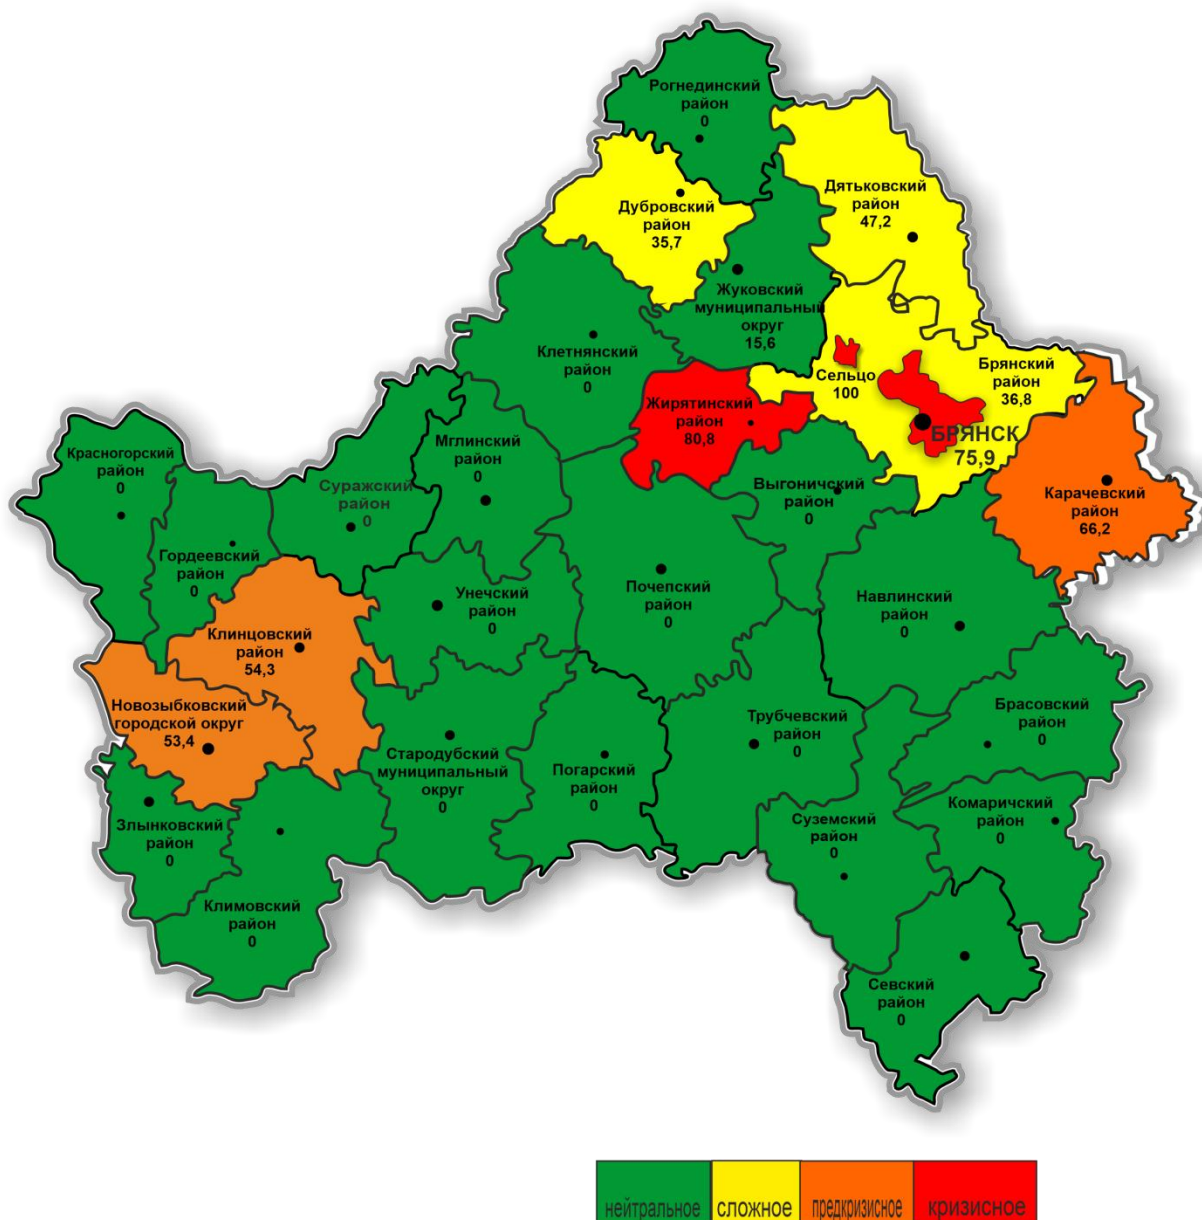 Рогнединский
район
0
Дятьковский
район
47,2
Дубровский
район
35,7
Жуковский
муниципальный
округ
15,6
Клетнянский
район
0
Брянский
район
36,8
Сельцо
100
Жирятинский
район
80,8
БРЯНСК
75,9
Мглинский
район
0
Красногорский
район
0
Суражский
район
0
Выгоничский
район
0
Карачевский
район
66,2
Гордеевский
район
0
Унечский
район
0
Почепский
район
0
Навлинский
район
0
Клинцовский
район
54,3
Новозыбковский
городской округ
53,4
Брасовский
район
0
Трубчевский
район
0
Стародубский
муниципальный
округ
0
Погарский
район
0
Комаричский
район
0
Суземский
район
0
Злынковский
район
0
Климовский
район
0
Севский
район
0
нейтральное
сложное
предкризисное
кризисное